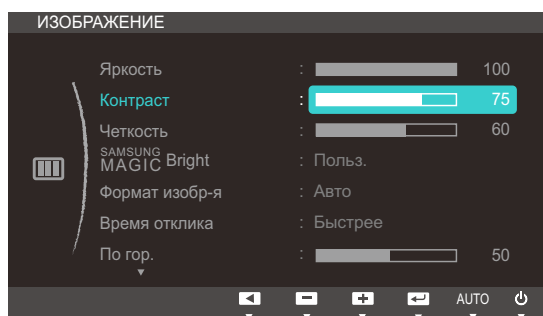 ИЗОБРАЖЕНИЕ
Яркость : 100
Контраст : 75
Четкость : 60
SAMSUNG MAGIC Bright : Польз.
Формат изобр-я : Авто
Время отклика : Быстрее
По гор. : 50
AUTO